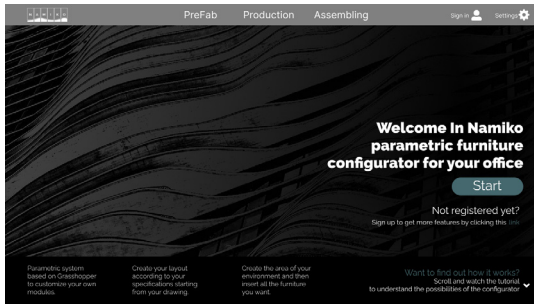 PreFab Production Assembling Sign in Settings
Welcome In Namiko
parametric furniture
configurator for your office
Start
Not registered yet?
Sign up to get more features by clicking this link
Parametric system
based on Grasshopper
to customize your own
modules.
Create your layout
according to your
specifications starting
from your drawing.
Create the area of your
environment and then
inset all the furniture
you want.
Want to find out how it works?
Scroll and watch the tutorial
to understand the possibilities of the configurator